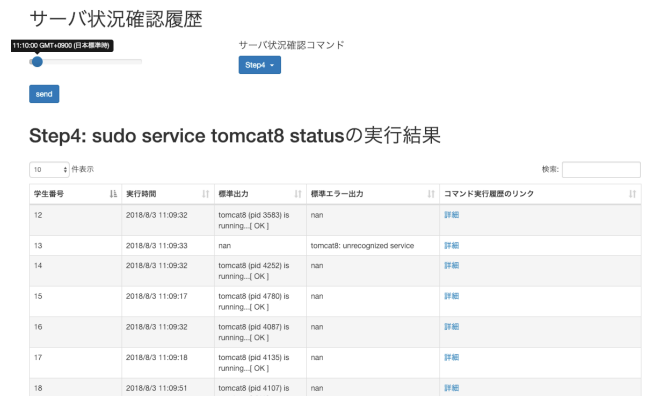 サーバ状況確認履歴
11:10:00 GMT+0900 (日本標準時)
サーバ状況確認コマンド
Step4
send
Step4: sudo service tomcat8 statusの実行結果
10 件表示
検索:
学生番号 実行時間 標準出力 標準エラー出力 コマンド実行履歴のリンク
12 2018/8/3 11:09:32 tomcat8 (pid 3583) is nan 詳細
running...[ OK ]
13 2018/8/3 11:09:33 nan tomcat8: unrecognized service 詳細
14 2018/8/3 11:09:32 tomcat8 (pid 4252) is nan 詳細
running...[ OK ]
15 2018/8/3 11:09:17 tomcat8 (pid 4780) is nan 詳細
running...[ OK ]
16 2018/8/3 11:09:32 tomcat8 (pid 4087) is nan 詳細
running...[ OK ]
17 2018/8/3 11:09:18 tomcat8 (pid 4135) is nan 詳細
running...[ OK ]
18 2018/8/3 11:09:51 tomcat8 (pid 4107) is nan 詳細